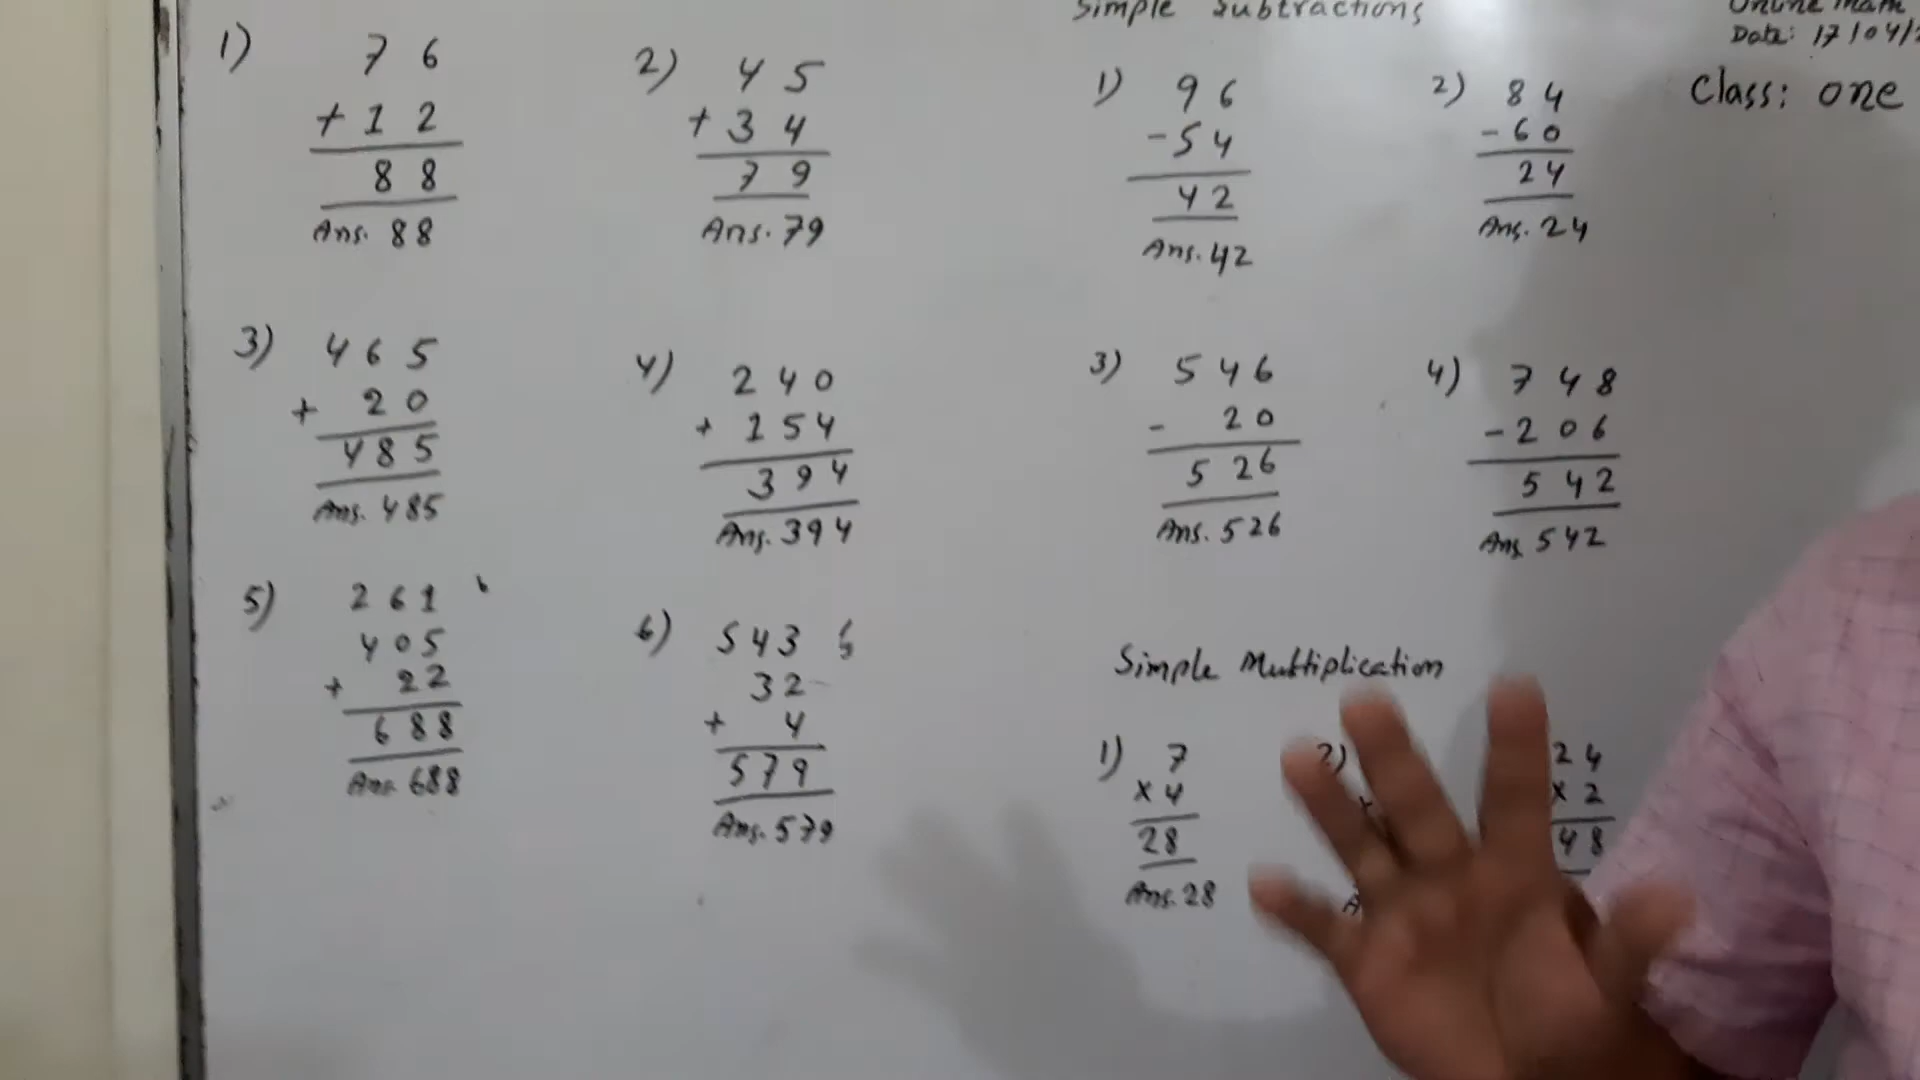 Simple Subtractions
Online Math
Date: 17/04/
Class: one
1) 76
+12
88
Ans. 88
2) 45
+34
79
Ans. 79
3) 465
+ 20
485
Ans. 485
4) 240
+ 154
394
Ans. 394
5) 261
405
+ 22
688
Ans. 688
6) 543
32
+ 4
579
Ans. 579
1) 96
-54
42
Ans. 42
2) 84
-60
24
Ans. 24
3) 546
- 20
526
Ans. 526
4) 748
-206
542
Ans. 542
Simple Multiplication
1) 7
x 4
28
Ans. 28
2)
24
x 2
48